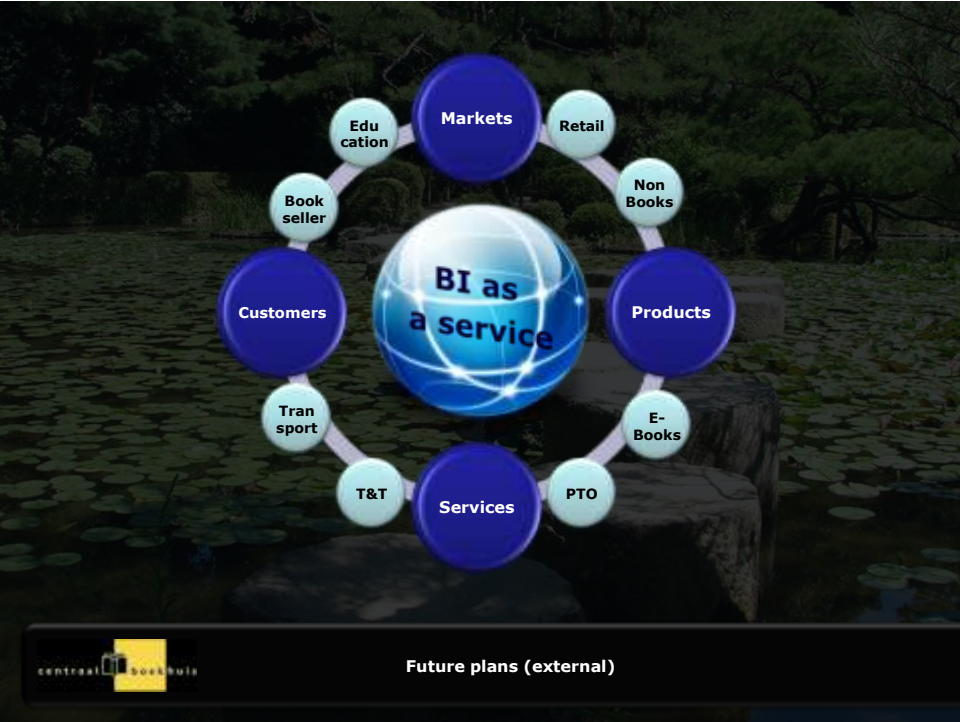 Markets
Edu
cation
Retail
Book
seller
Non
Books
BI as
a service
Customers
Products
Tran
sport
E-
Books
T&T
Services
PTO
centraal boekhuis
Future plans (external)